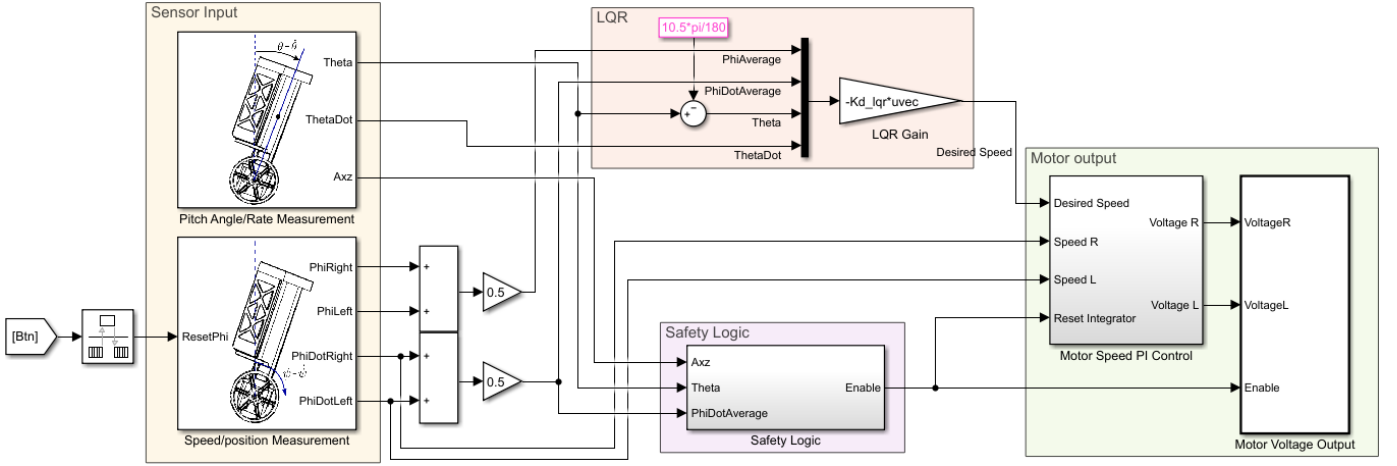 Sensor Input
θ - θ̇
Theta
ThetaDot
Axz
Pitch Angle/Rate Measurement
[Btn]
ResetPhi
PhiRight
PhiLeft
PhiDotRight
PhiDotLeft
Speed/position Measurement
+
+
+
+
0.5
0.5
LQR
10.5*pi/180
PhiAverage
PhiDotAverage
+
−
Theta
ThetaDot
-Kd_lqr*uvec
LQR Gain
Desired Speed
Safety Logic
Axz
Theta
PhiDotAverage
Enable
Safety Logic
Motor output
Desired Speed
Speed R
Speed L
Reset Integrator
Voltage R
Voltage L
Motor Speed PI Control
VoltageR
VoltageL
Enable
Motor Voltage Output